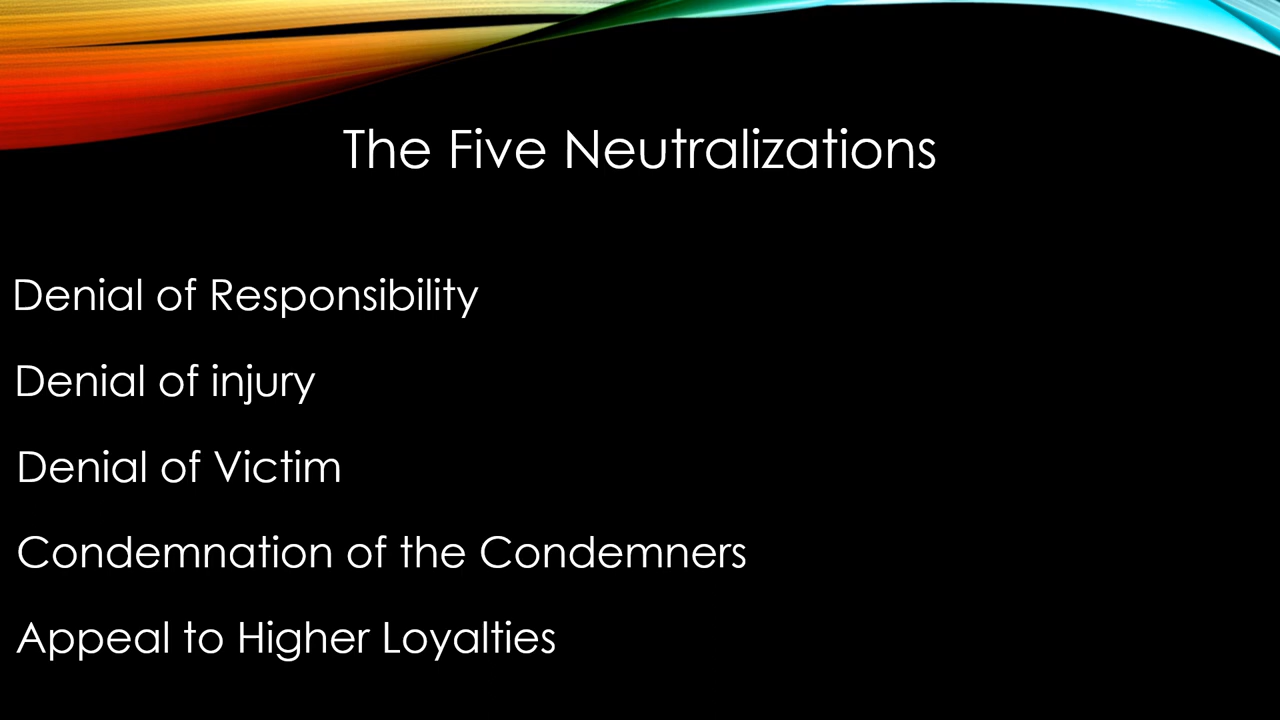 The Five Neutralizations
Denial of Responsibility
Denial of injury
Denial of Victim
Condemnation of the Condemners
Appeal to Higher Loyalties